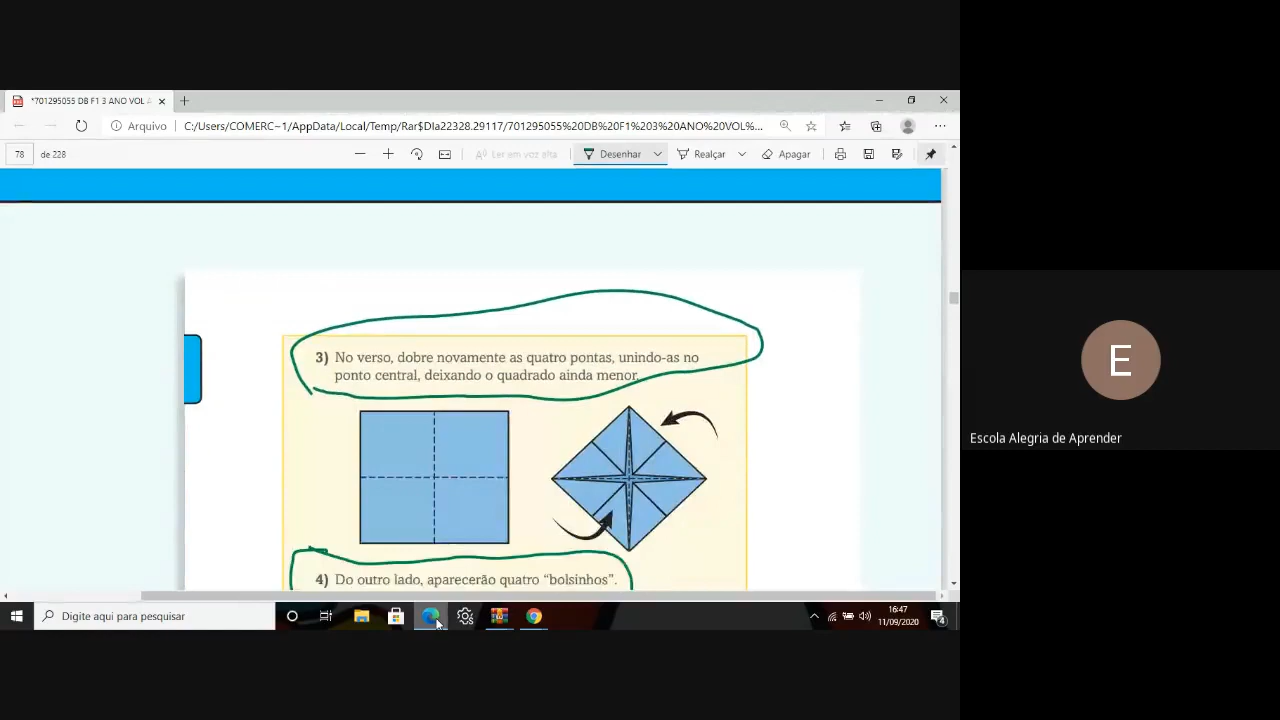 *701295055 DB F1 3 ANO VOL
Arquivo
C:/Users/COMERC~1/AppData/Local/Temp/Rar$DIa22328.29117/701295055%20DB%20F1%203%20ANO%20VOL%...
78 de 228
Ler em voz alta
Desenhar
Realçar
Apagar
3) No verso, dobre novamente as quatro pontas, unindo-as no
ponto central, deixando o quadrado ainda menor.
4) Do outro lado, aparecerão quatro “bolsinhos”.
E
Escola Alegria de Aprender
Digite aqui para pesquisar
16:47
11/09/2020
4